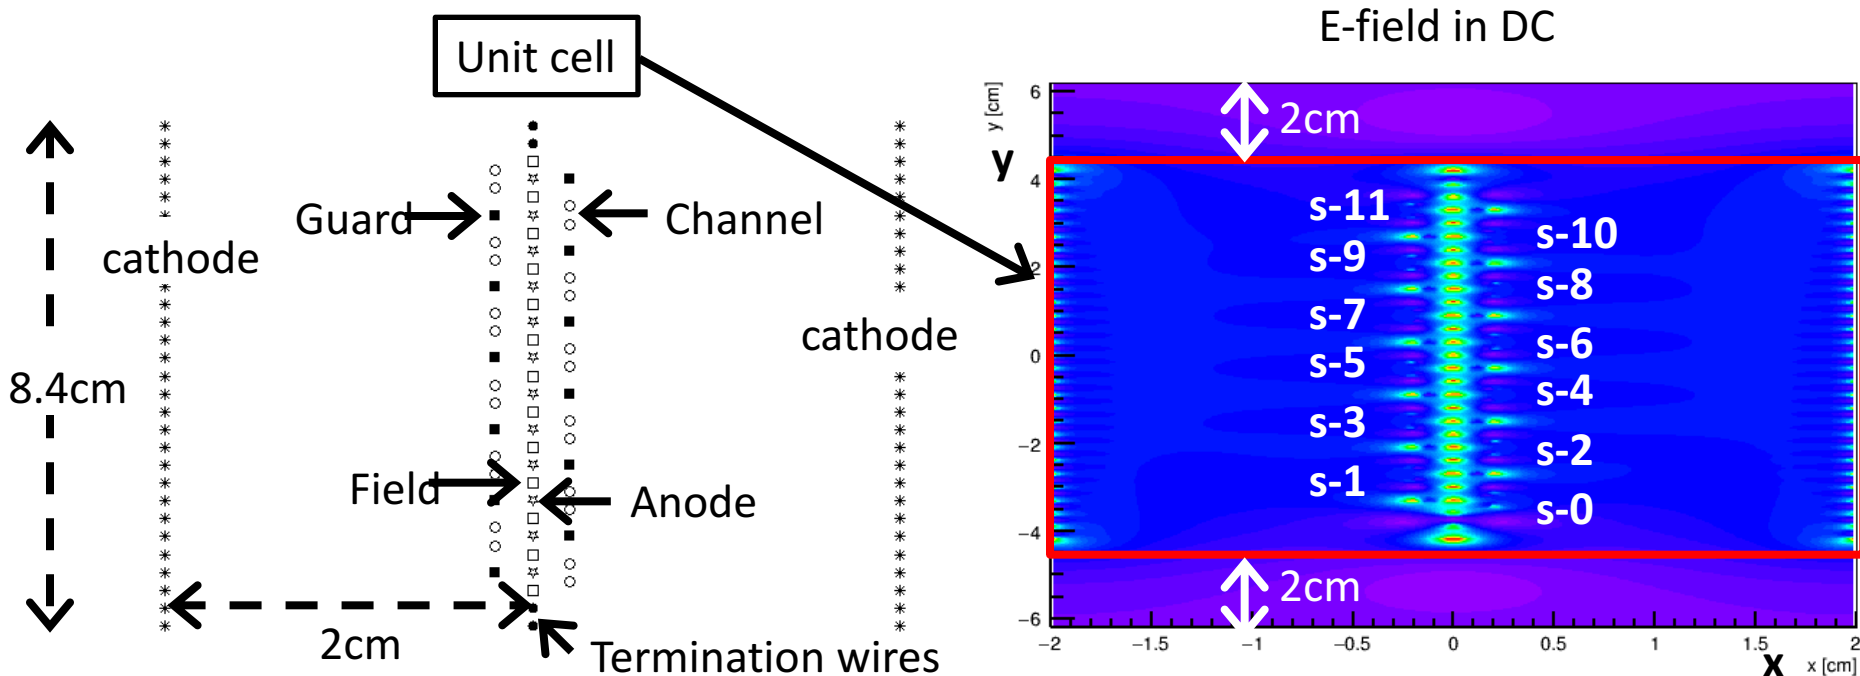 Unit cell
E-field in DC
cathode
Guard
Channel
cathode
8.4cm
Field
Anode
2cm
Termination wires
y [cm]
y
6
4
2
0
−2
−4
−6
2cm
s-11
s-10
s-9
s-8
s-7
s-6
s-5
s-4
s-3
s-2
s-1
s-0
2cm
−2 −1.5 −1 −0.5 0 0.5 1 1.5 2
x x [cm]